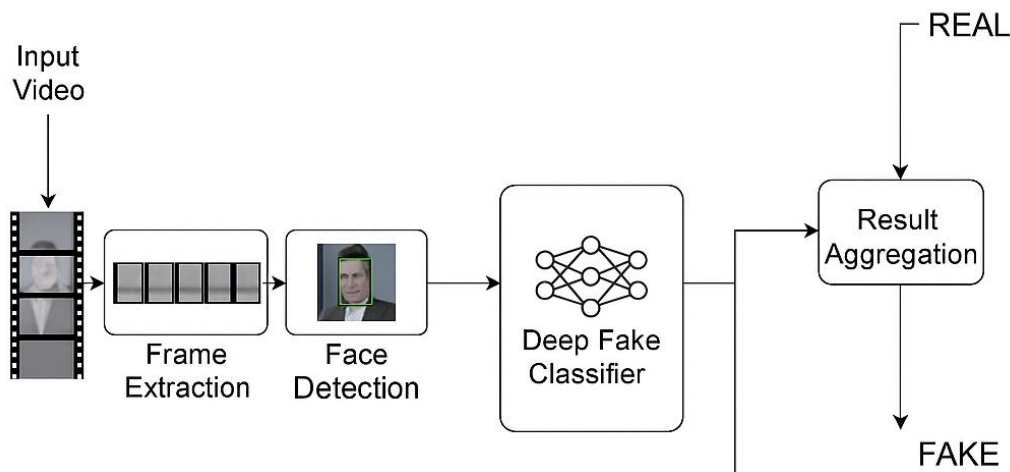 Input
Video
Frame
Extraction
Face
Detection
Deep Fake
Classifier
REAL
Result
Aggregation
FAKE